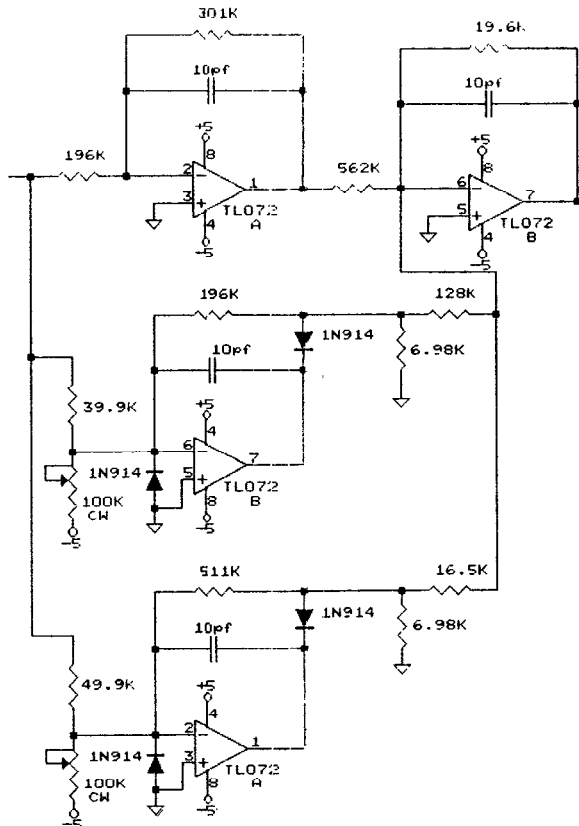 301K
19.6K
10pf
10pf
+5
8
196K
2
-
3
+
1
562K
TL072
A
4
-5
+5
8
6
-
5
+
7
TL072
B
4
-5
196K
128K
1N914
10pf
6.98K
39.9K
+5
4
6
-
5
+
7
1N914
TL072
B
8
-5
100K
CW
-5
511K
16.5K
1N914
10pf
6.98K
49.9K
+5
4
2
-
3
+
1
1N914
TL072
A
8
-5
100K
CW